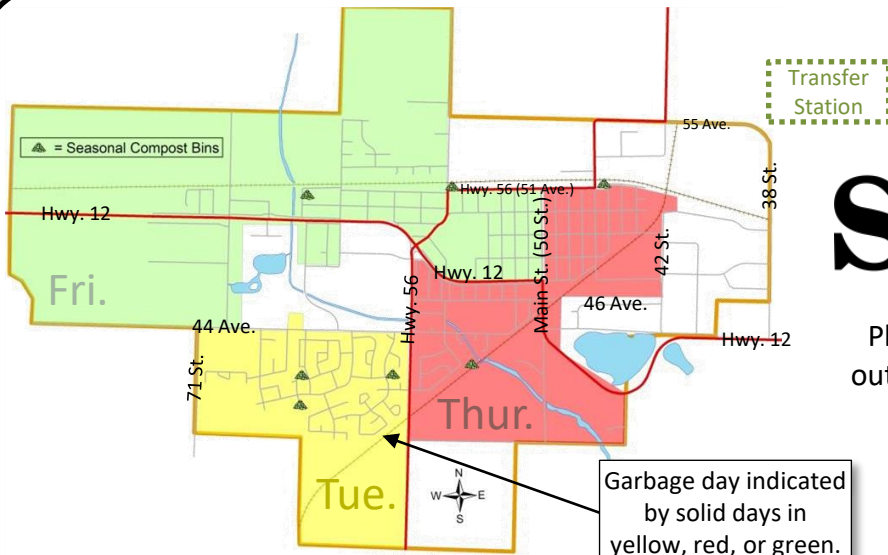 Transfer
Station
55 Ave.
= Seasonal Compost Bins
Hwy. 56 (51 Ave.)
38 St.
S
Hwy. 12
Main St. (50 St.)
42 St.
Hwy. 12
Fri.
Hwy. 56
46 Ave.
44 Ave.
Hwy. 12
71 St.
Thur.
Tue.
N
W
E
S
Garbage day indicated
by solid days in
yellow, red, or green.